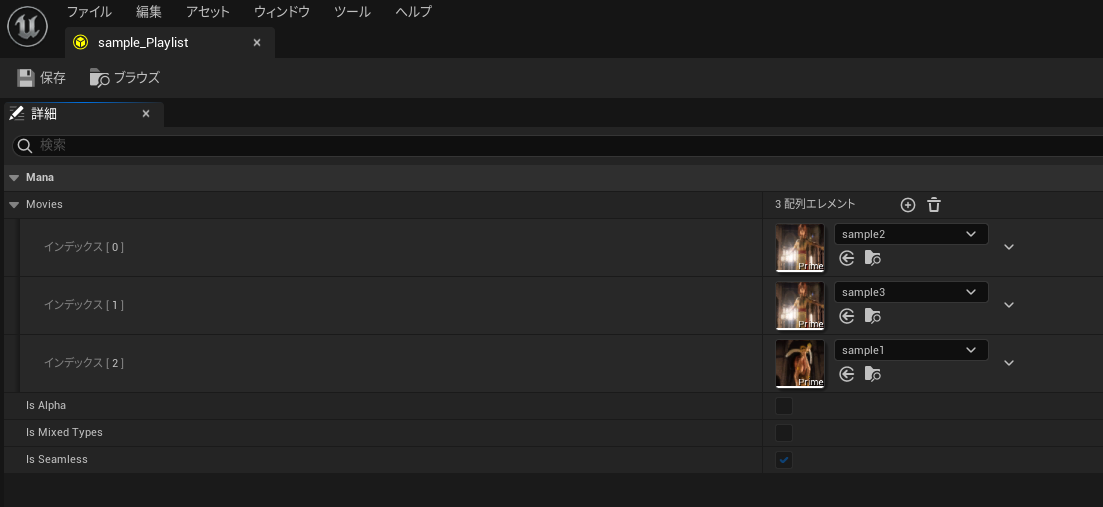 ファイル 編集 アセット ウィンドウ ツール ヘルプ
sample_Playlist
保存 ブラウズ
詳細
検索
Mana
Movies 3 配列エレメント
インデックス [ 0 ] sample2
Prime
インデックス [ 1 ] sample3
Prime
インデックス [ 2 ] sample1
Prime
Is Alpha
Is Mixed Types
Is Seamless